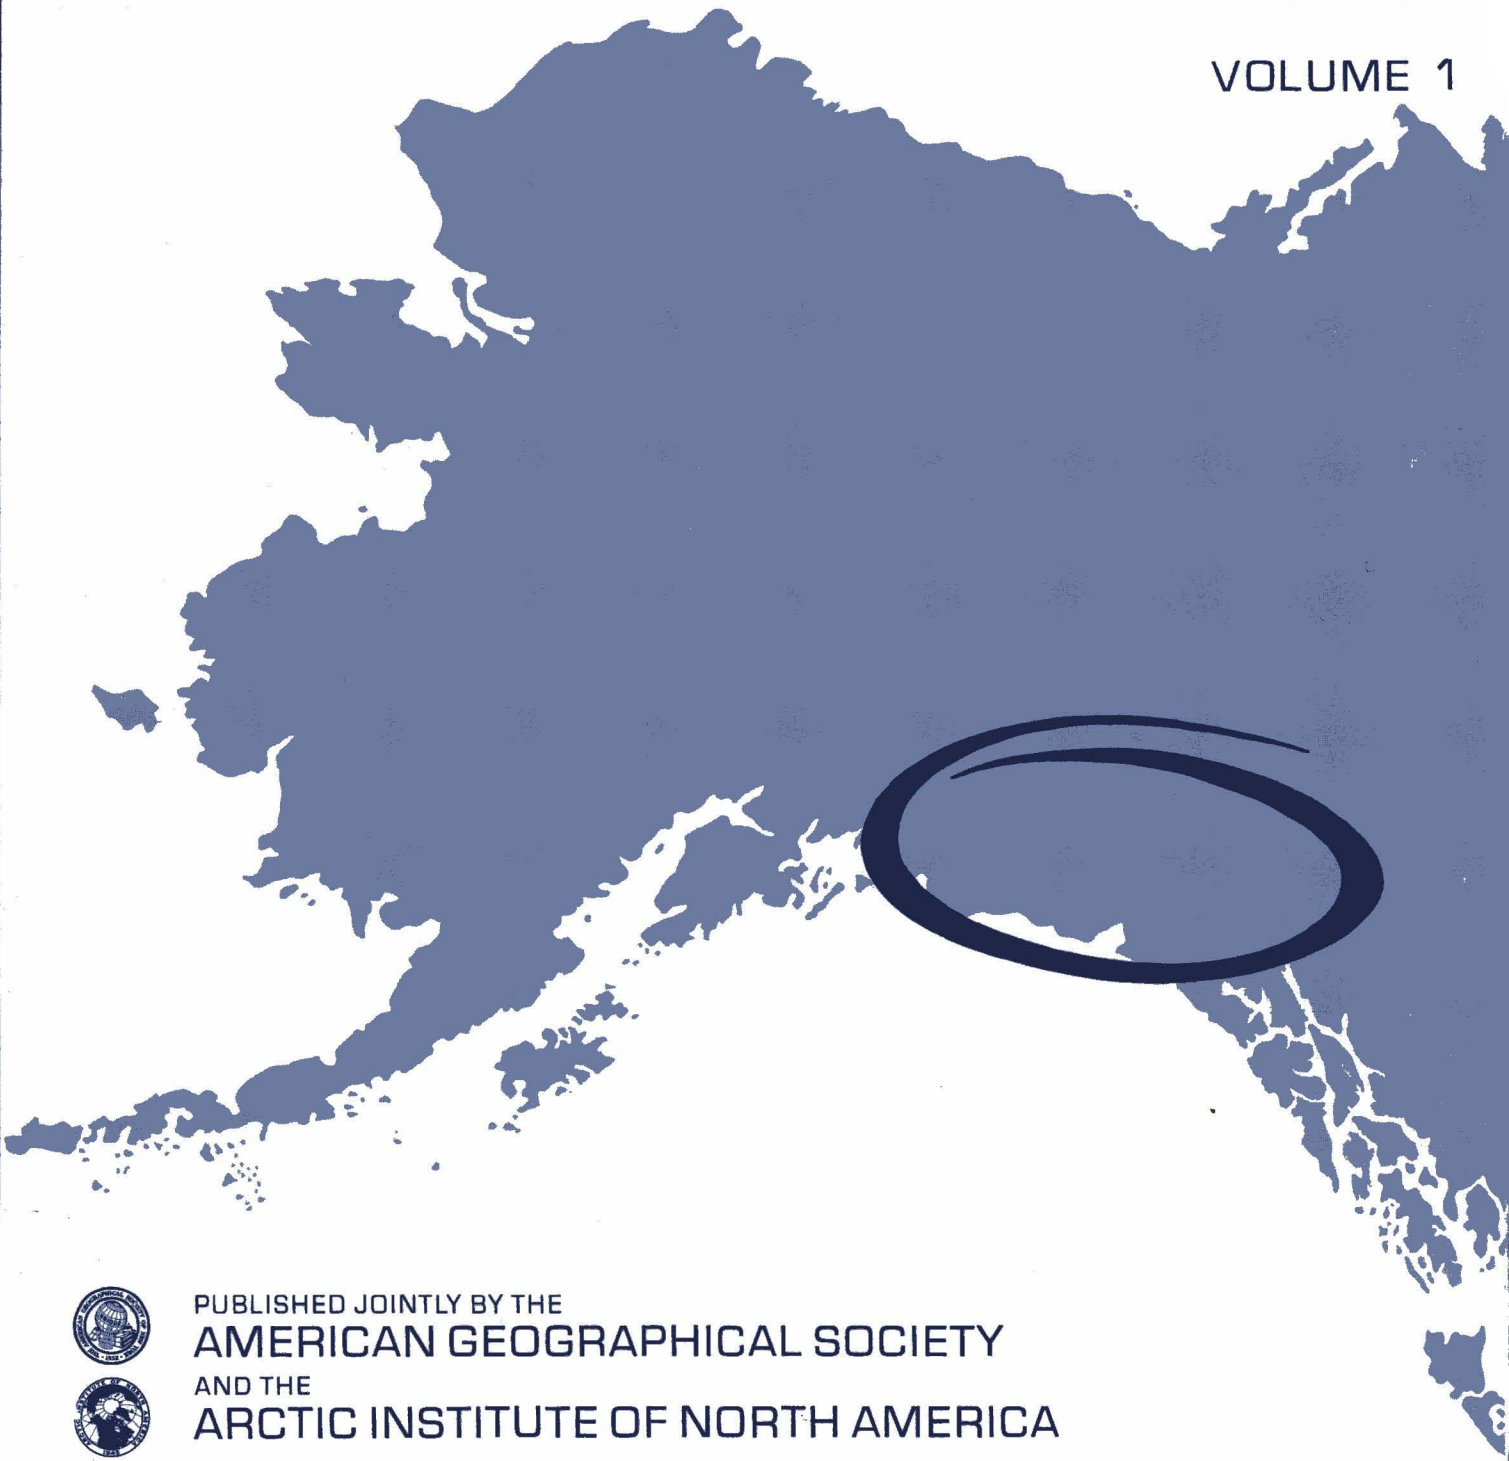 VOLUME 1
PUBLISHED JOINTLY BY THE
AMERICAN GEOGRAPHICAL SOCIETY
AND THE
ARCTIC INSTITUTE OF NORTH AMERICA